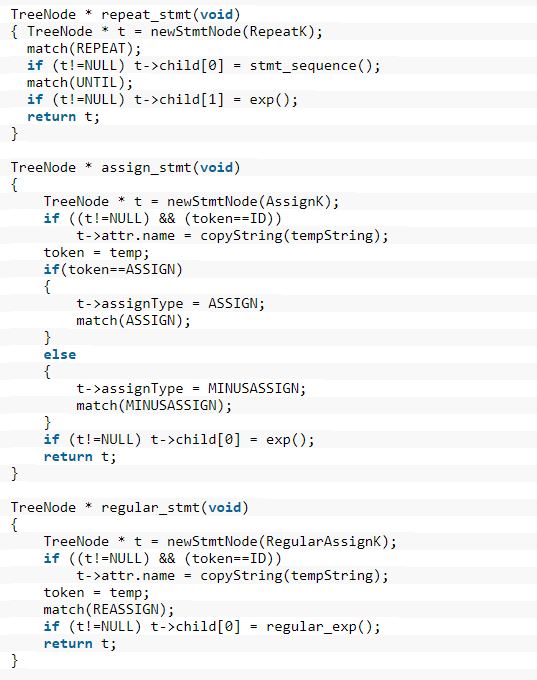 TreeNode * repeat_stmt(void)
{ TreeNode * t = newStmtNode(RepeatK);
  match(REPEAT);
  if (t!=NULL) t->child[0] = stmt_sequence();
  match(UNTIL);
  if (t!=NULL) t->child[1] = exp();
  return t;
}
TreeNode * assign_stmt(void)
{
    TreeNode * t = newStmtNode(AssignK);
    if ((t!=NULL) && (token==ID))
        t->attr.name = copyString(tempString);
    token = temp;
    if(token==ASSIGN)
    {
        t->assignType = ASSIGN;
        match(ASSIGN);
    }
    else
    {
        t->assignType = MINUSASSIGN;
        match(MINUSASSIGN);
    }
    if (t!=NULL) t->child[0] = exp();
    return t;
}
TreeNode * regular_stmt(void)
{
    TreeNode * t = newStmtNode(RegularAssignK);
    if ((t!=NULL) && (token==ID))
        t->attr.name = copyString(tempString);
    token = temp;
    match(REASSIGN);
    if (t!=NULL) t->child[0] = regular_exp();
    return t;
}